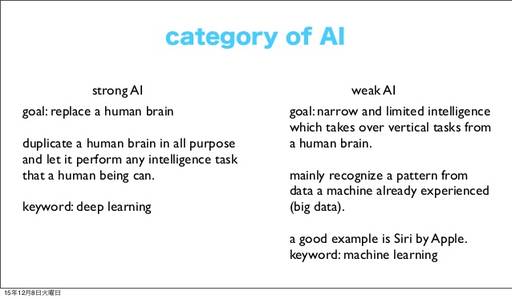 category of AI
strong AI
goal: replace a human brain
duplicate a human brain in all purpose
and let it perform any intelligence task
that a human being can.
keyword: deep learning
weak AI
goal: narrow and limited intelligence
which takes over vertical tasks from
a human brain.
mainly recognize a pattern from
data a machine already experienced
(big data).
a good example is Siri by Apple.
keyword: machine learning
15年12月8日火曜日